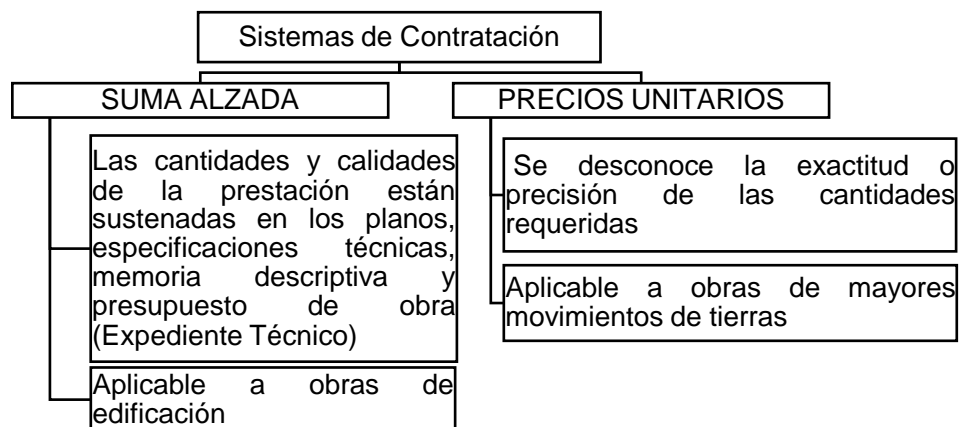 Sistemas de Contratación
SUMA ALZADA
Las cantidades y calidades
de la prestación están
sustenadas en los planos,
especificaciones técnicas,
memoria descriptiva y
presupuesto de obra
(Expediente Técnico)
Aplicable a obras de
edificación
PRECIOS UNITARIOS
Se desconoce la exactitud o
precisión de las cantidades
requeridas
Aplicable a obras de mayores
movimientos de tierras